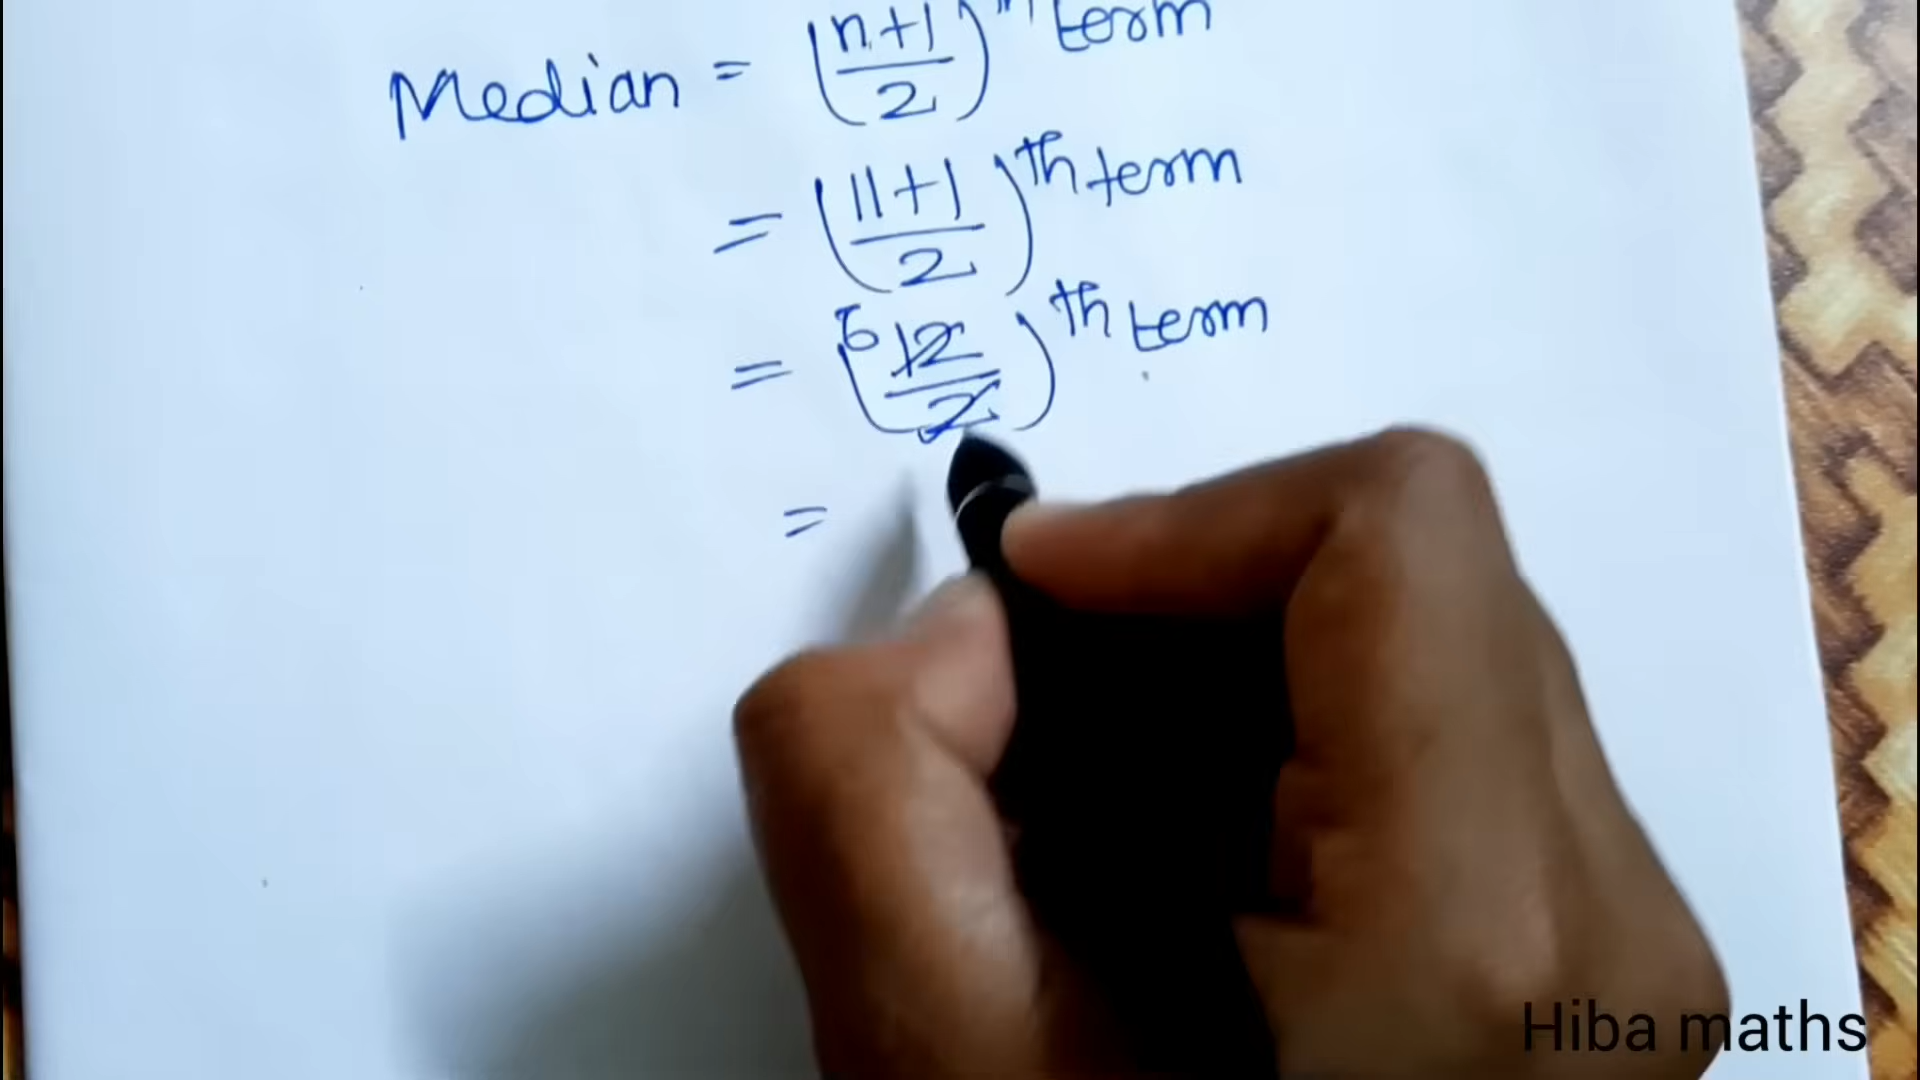 Median = (n+1/2)th term
= (11+1/2)th term
= (6 12/2)th term
=
Hiba maths